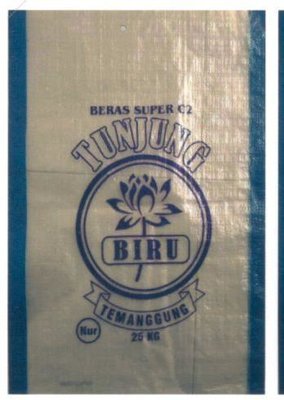 BERAS SUPER C2
TUNJUNG
BIRU
TEMANGGUNG
Nur
25 KG